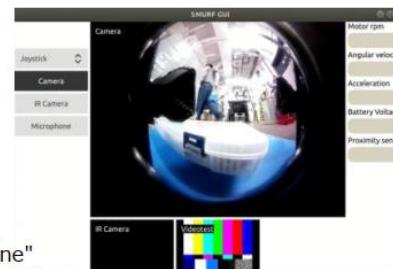 SMURF GUI
Joystick
Camera
IR Camera
Microphone
Camera
Motor rpm
Angular veloc
Acceleration
Battery Volta
Proximity sen
IR Camera
Videotest
ne"